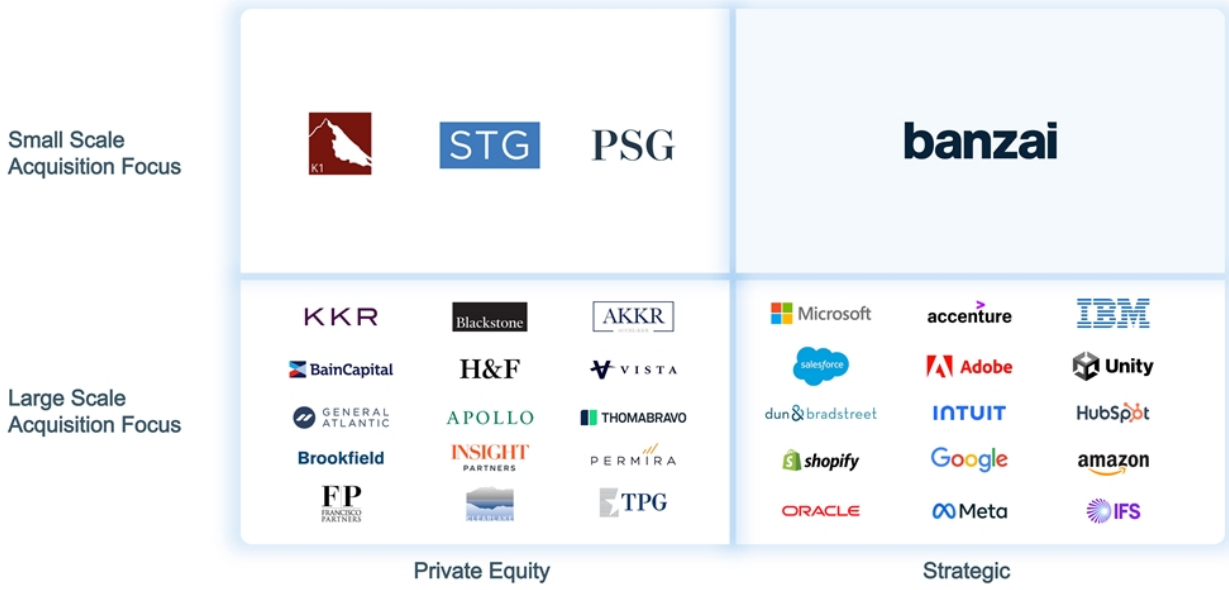 Small Scale
Acquisition Focus
K1
STG
PSG
banzai
Large Scale
Acquisition Focus
KKR
Blackstone
AKKR
BainCapital
H&F
VISTA
GENERAL
ATLANTIC
APOLLO
THOMABRAVO
Brookfield
INSIGHT
PARTNERS
PERMIRA
FP
FRANCISCO
PARTNERS
CLEARLAKE
TPG
Microsoft
accenture
IBM
salesforce
Adobe
Unity
dun & bradstreet
INTUIT
HubSpot
shopify
Google
amazon
ORACLE
Meta
IFS
Private Equity
Strategic